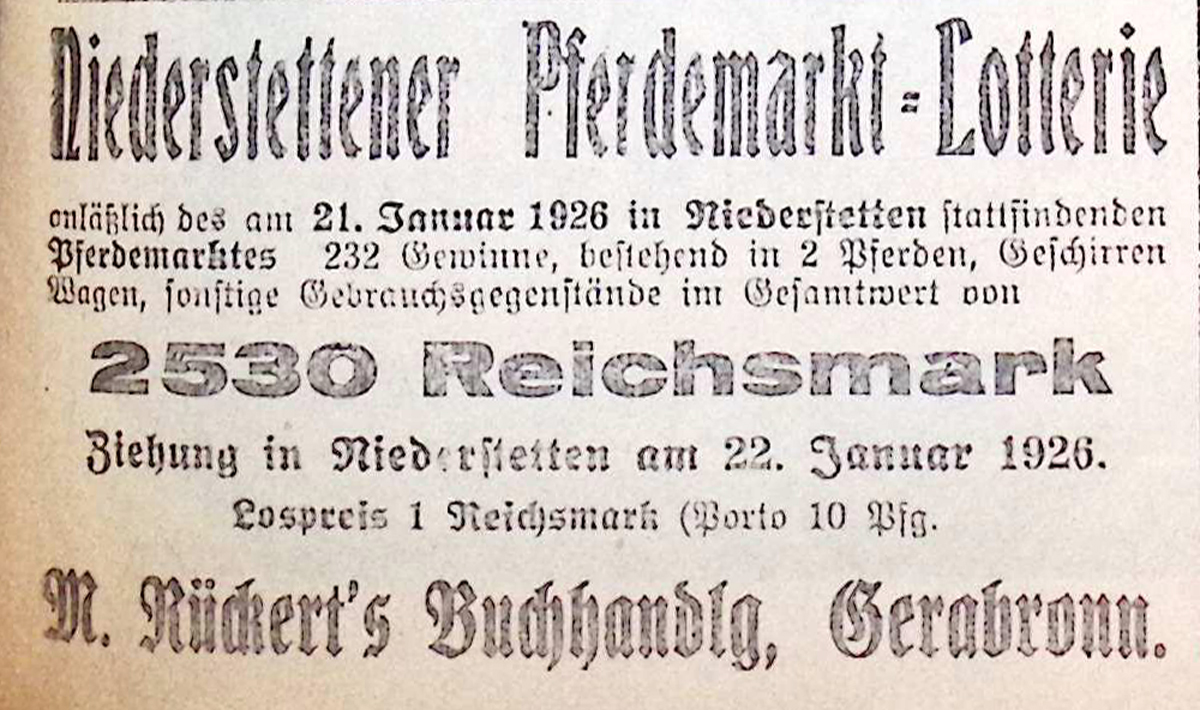 Niederstettener Pferdemarkt-Lotterie
anläßlich des am 21. Januar 1926 in Niederstetten stattfindenden
Pferdemarktes 232 Gewinne, bestehend in 2 Pferden, Geschirren
Wagen, sonstige Gebrauchsgegenstände im Gesamtwert von
2530 Reichsmark
Ziehung in Niederstetten am 22. Januar 1926.
Lospreis 1 Reichsmark (Porto 10 Pfg.
M. Rückert's Buchhandlg, Gerabronn.